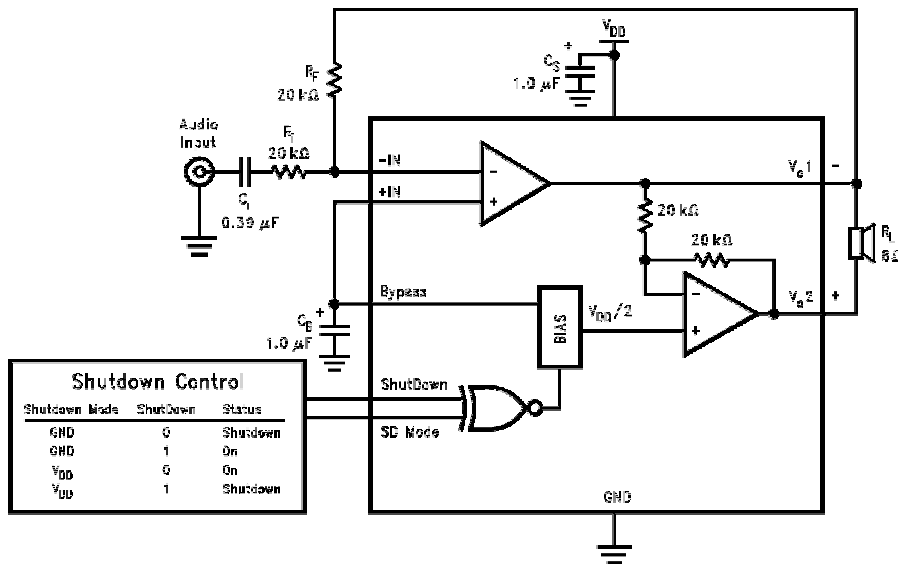 V_DD
C_S
1.0 μF
R_F
20 kΩ
Audio
Input
R_i
20 kΩ
C_i
0.39 μF
-IN
+IN
-
+
V_o1 -
20 kΩ
20 kΩ
R_L
8Ω
Bypass
C_B
1.0 μF
BIAS
V_DD/2
-
+
V_o2 +
Shutdown Control
Shutdown Mode ShutDown Status
GND 0 Shutdown
GND 1 On
V_DD 0 On
V_DD 1 Shutdown
ShutDown
SD Mode
GND